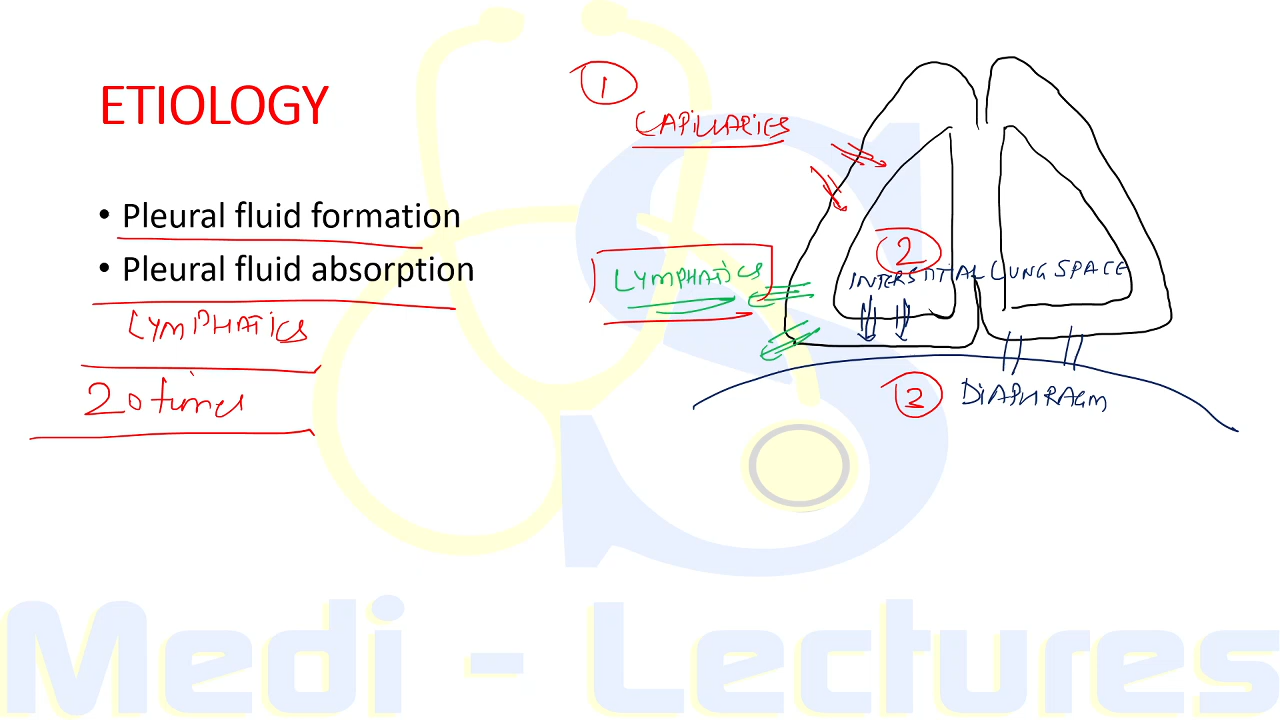 ETIOLOGY
• Pleural fluid formation
• Pleural fluid absorption
LYMPHATICS
20 times
1
CAPILLARIES
LYMPHATICS
2
INTERSTITIAL LUNG SPACE
3
DIAPHRAGM
Medi - Lectures